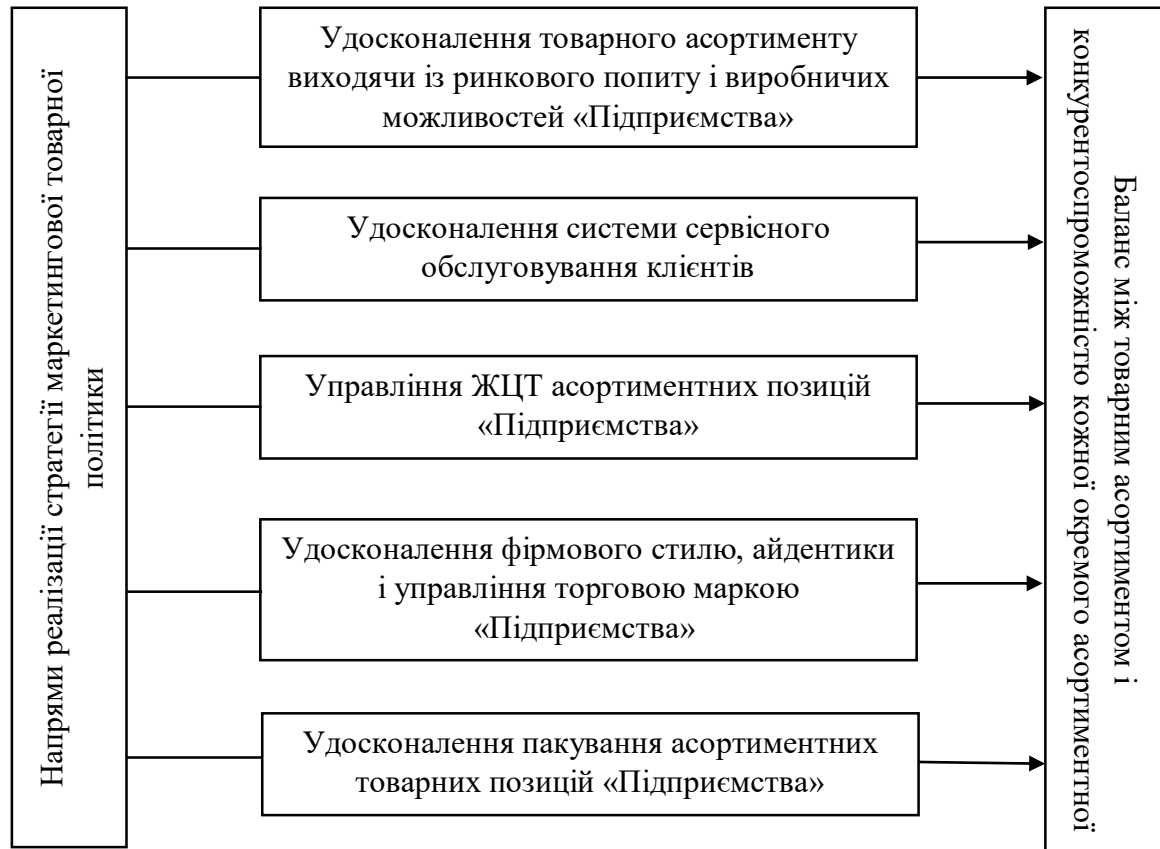 Напрями реалізації стратегії маркетингової товарної
політики
Удосконалення товарного асортименту
виходячи із ринкового попиту і виробничих
можливостей «Підприємства»
Удосконалення системи сервісного
обслуговування клієнтів
Управління ЖЦТ асортиментних позицій
«Підприємства»
Удосконалення фірмового стилю, айдентики
і управління торговою маркою
«Підприємства»
Удосконалення пакування асортиментних
товарних позицій «Підприємства»
Баланс між товарним асортиментом і
конкурентоспроможністю кожної окремого асортиментної